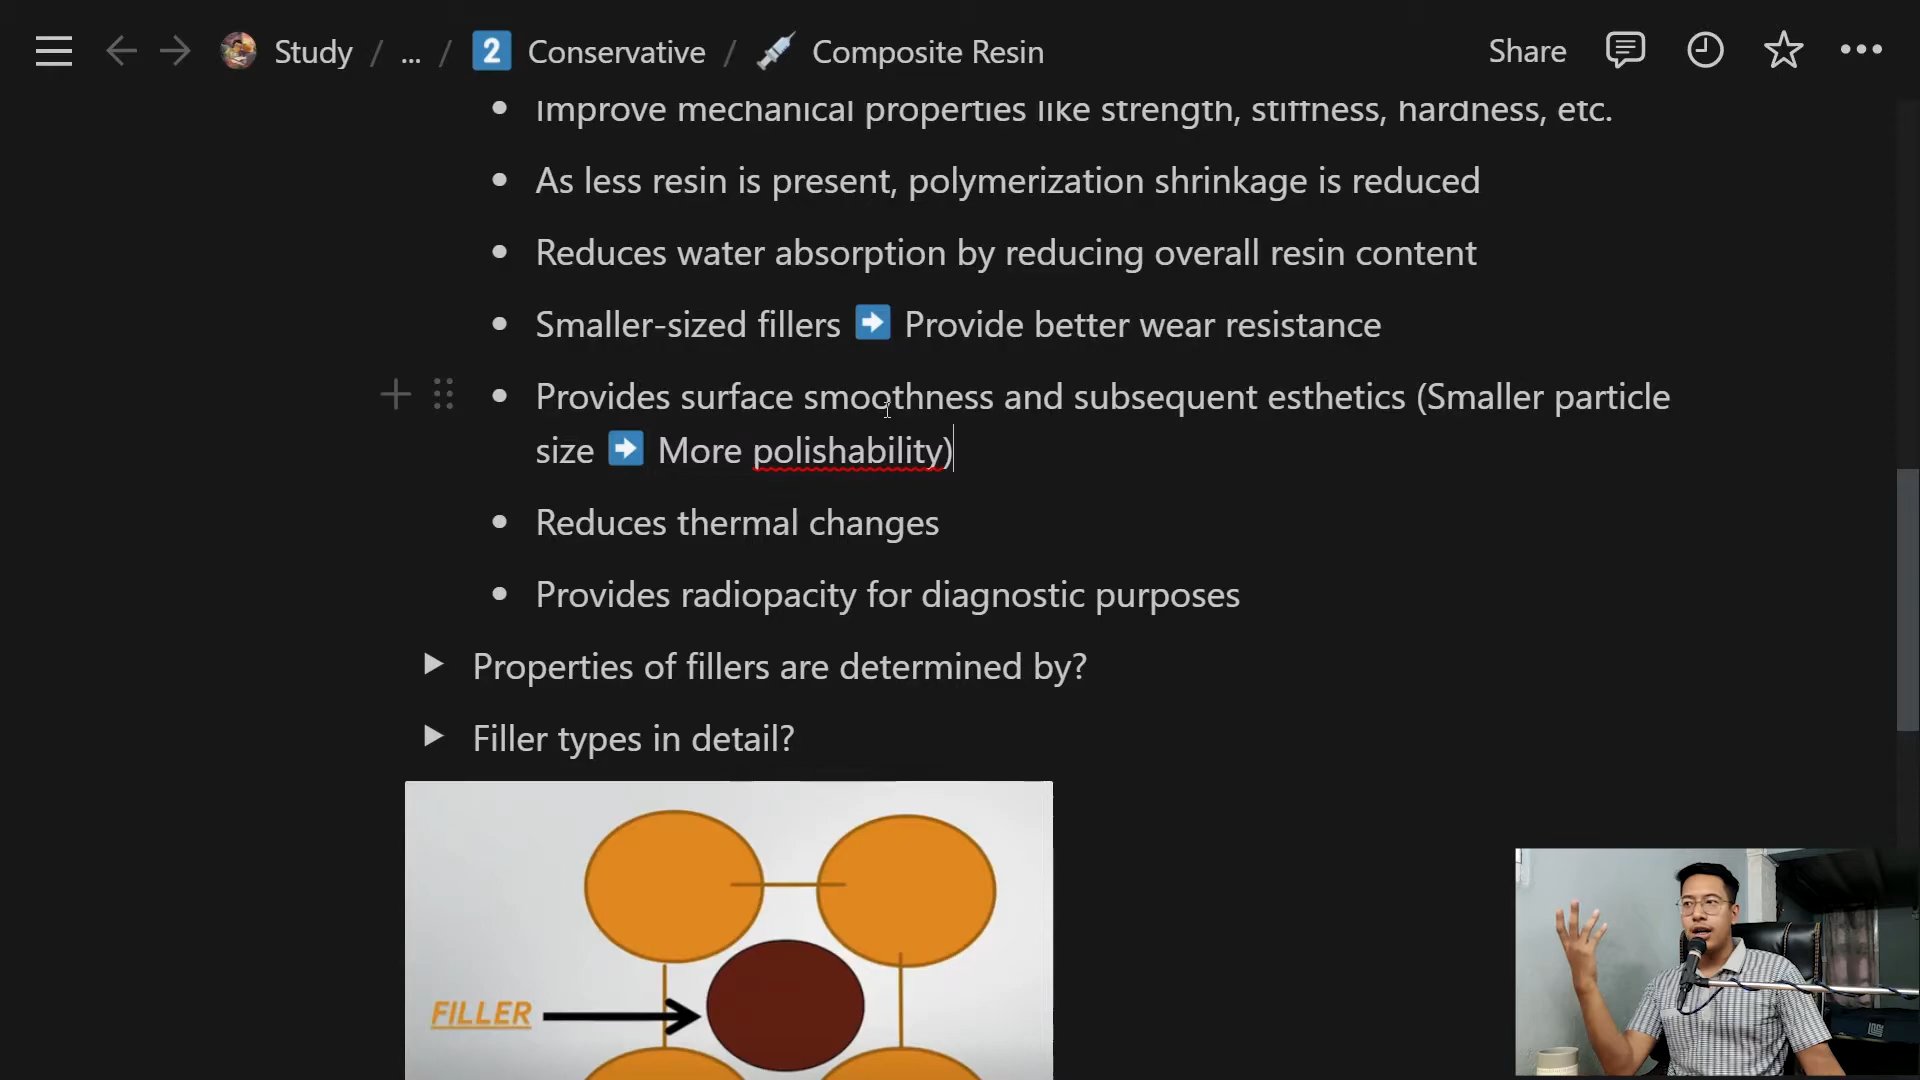 Study / ... / 2 Conservative / Composite Resin Share
Improve mechanical properties like strength, stiffness, hardness, etc.
As less resin is present, polymerization shrinkage is reduced
Reduces water absorption by reducing overall resin content
Smaller-sized fillers ➡ Provide better wear resistance
Provides surface smoothness and subsequent esthetics (Smaller particle
size ➡ More polishability)
Reduces thermal changes
Provides radiopacity for diagnostic purposes
Properties of fillers are determined by?
Filler types in detail?
FILLER